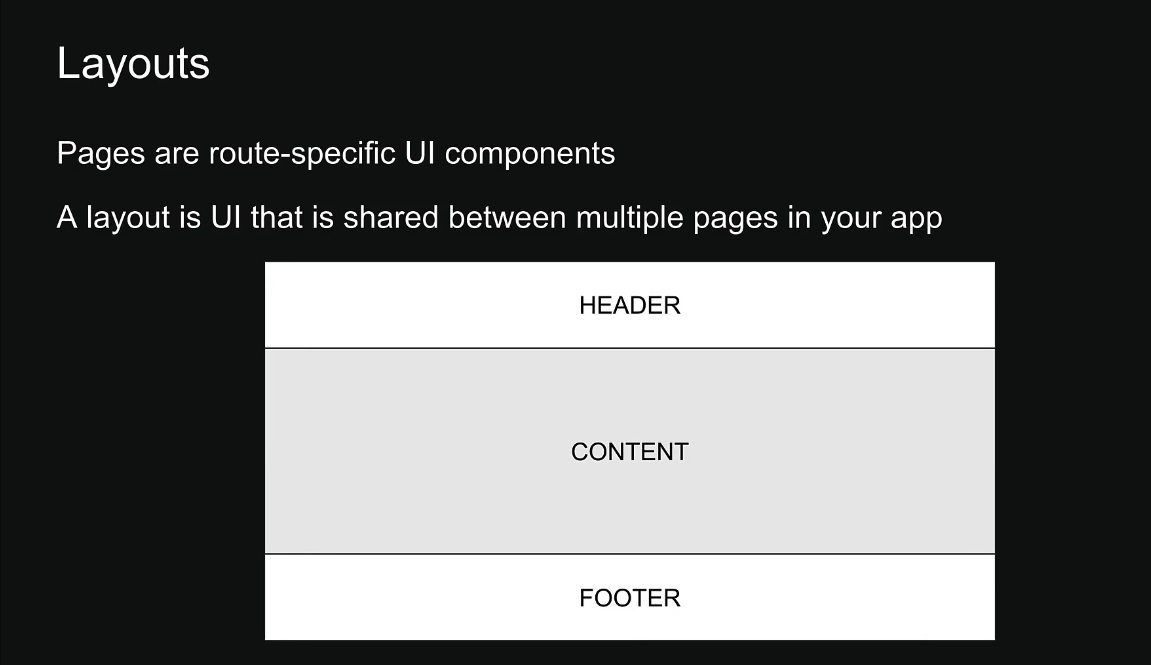 Layouts
Pages are route-specific UI components
A layout is UI that is shared between multiple pages in your app
HEADER
CONTENT
FOOTER